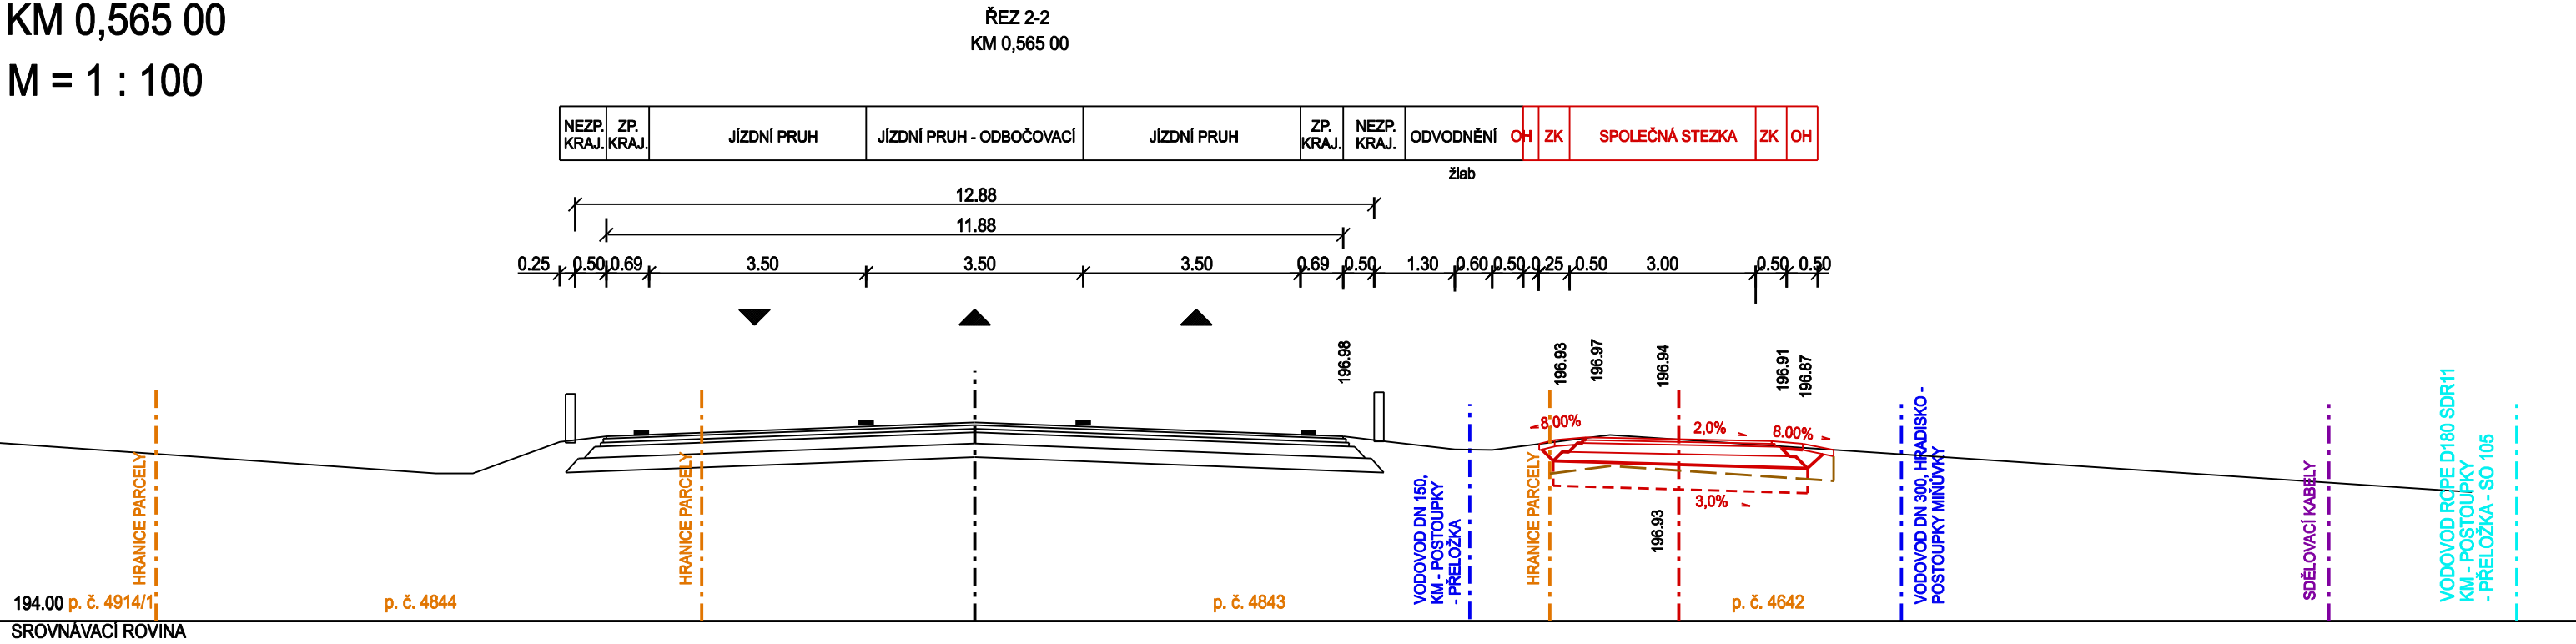 KM 0,565 00
M = 1 : 100
ŘEZ 2-2
KM 0,565 00
NEZP.
KRAJ.
ZP.
KRAJ.
JÍZDNÍ PRUH
JÍZDNÍ PRUH - ODBOČOVACÍ
JÍZDNÍ PRUH
ZP.
KRAJ.
NEZP.
KRAJ.
ODVODNĚNÍ
OH
ZK
SPOLEČNÁ STEZKA
ZK
OH
žlab
12.88
11.88
0.25 0.50 0.69 3.50 3.50 3.50 0.69 0.50 1.30 0.60 0.50 0.25 0.50 3.00 0.50 0.50
196.98
196.93
196.97
196.94
196.91
196.87
8.00%
2,0%
8.00%
3,0%
196.93
HRANICE PARCELY
HRANICE PARCELY
VODOVOD DN 150,
KM - POSTOUPKY
- PŘELOŽKA
HRANICE PARCELY
VODOVOD DN 300, HRADISKO -
POSTOUPKY MIŇŮVKY
SDĚLOVACÍ KABELY
VODOVOD ROPE D180 SDR11
KM - POSTOUPKY
- PŘELOŽKA - SO 105
194.00 p. č. 4914/1
p. č. 4844
p. č. 4843
p. č. 4642
SROVNÁVACÍ ROVINA